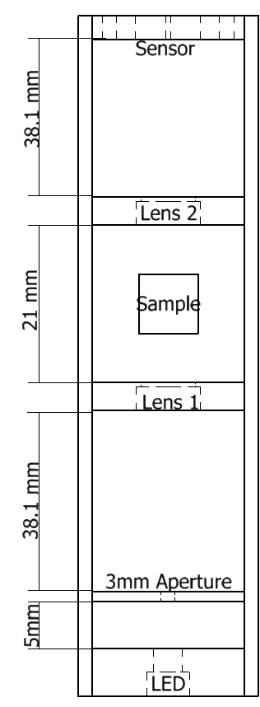 Sensor
38.1 mm
Lens 2
21 mm
Sample
Lens 1
38.1 mm
3mm Aperture
5mm
LED